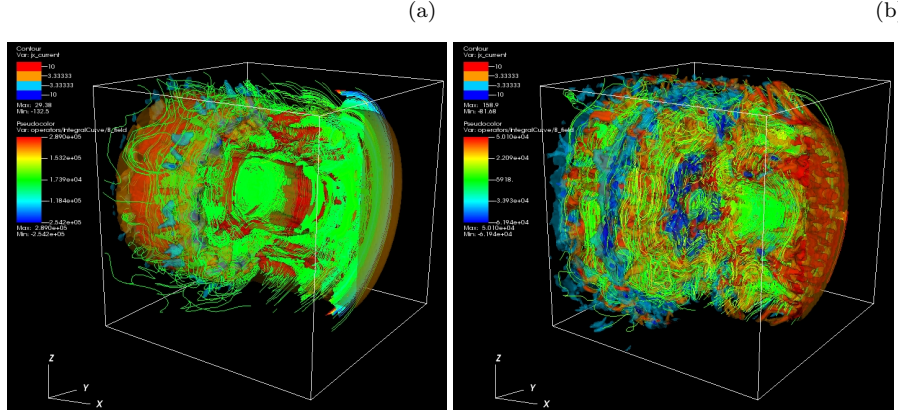 (a)
(b)
Contour
Var: jx_current
10
3.33333
-3.33333
-10
Max: 29.38
Min: -132.5
Pseudocolor
Var: operators/IntegralCurve/B_field
2.890e+05
1.532e+05
1.739e+04
-1.184e+05
-2.542e+05
Max: 2.890e+05
Min: -2.542e+05
Z
Y
X
Contour
Var: jx_current
10
3.33333
-3.33333
-10
Max: 158.9
Min: -81.68
Pseudocolor
Var: operators/IntegralCurve/B_field
5.010e+04
2.209e+04
-5918.
-3.393e+04
-6.194e+04
Max: 5.010e+04
Min: -6.194e+04
Z
Y
X